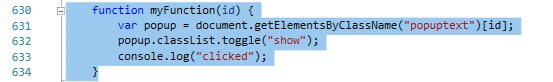 630 function myFunction(id) {
631 var popup = document.getElementsByClassName("popuptext")[id];
632 popup.classList.toggle("show");
633 console.log("clicked");
634 }